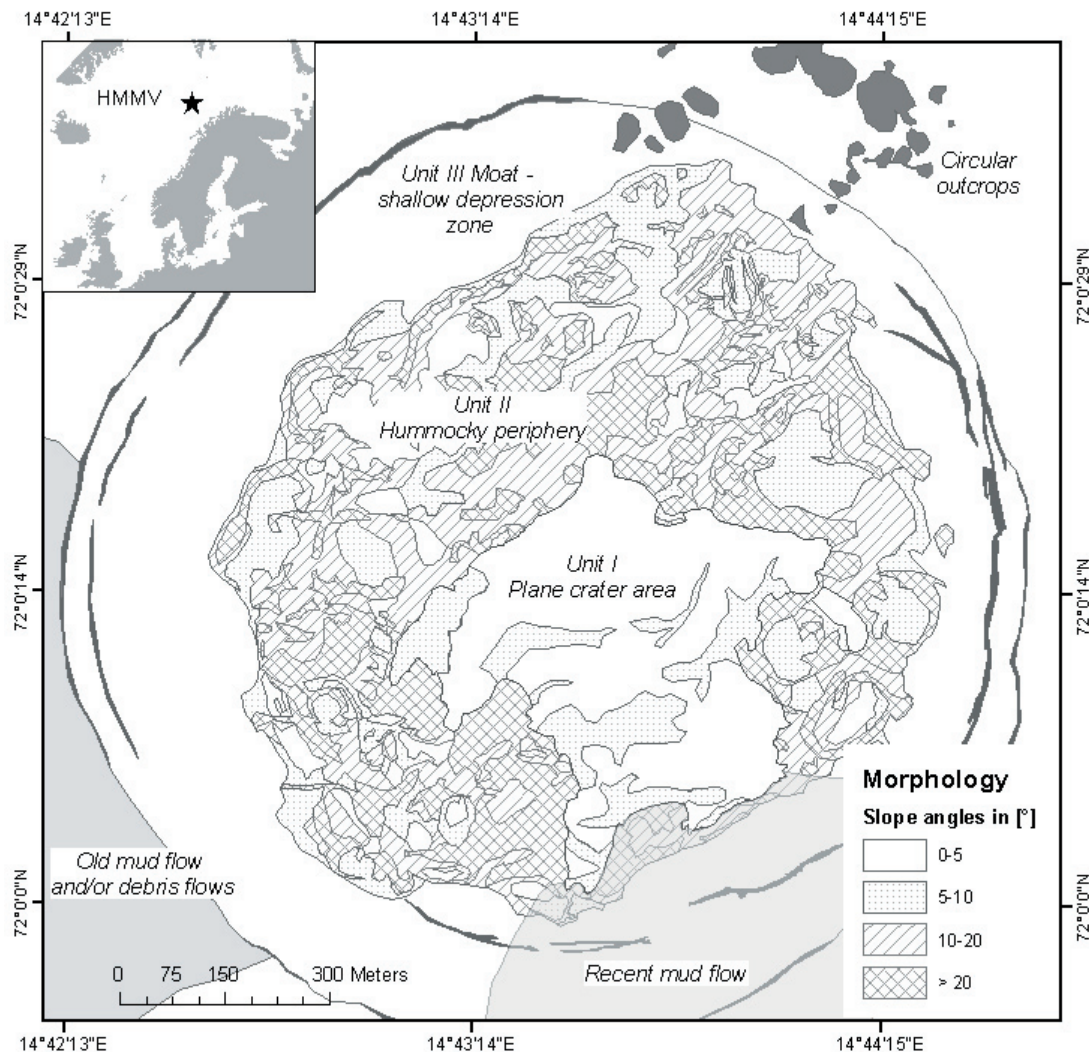 14°42'13"E
14°43'14"E
14°44'15"E
HMMV
Unit III Moat -
shallow depression
zone
Circular
outcrops
72°0'29"N
72°0'29"N
Unit II
Hummocky periphery
Unit I
Plane crater area
72°0'14"N
72°0'14"N
Morphology
Slope angles in [°]
0-5
5-10
10-20
> 20
Old mud flow
and/or debris flows
72°0'0"N
72°0'0"N
0 75 150 300 Meters
Recent mud flow
14°42'13"E
14°43'14"E
14°44'15"E